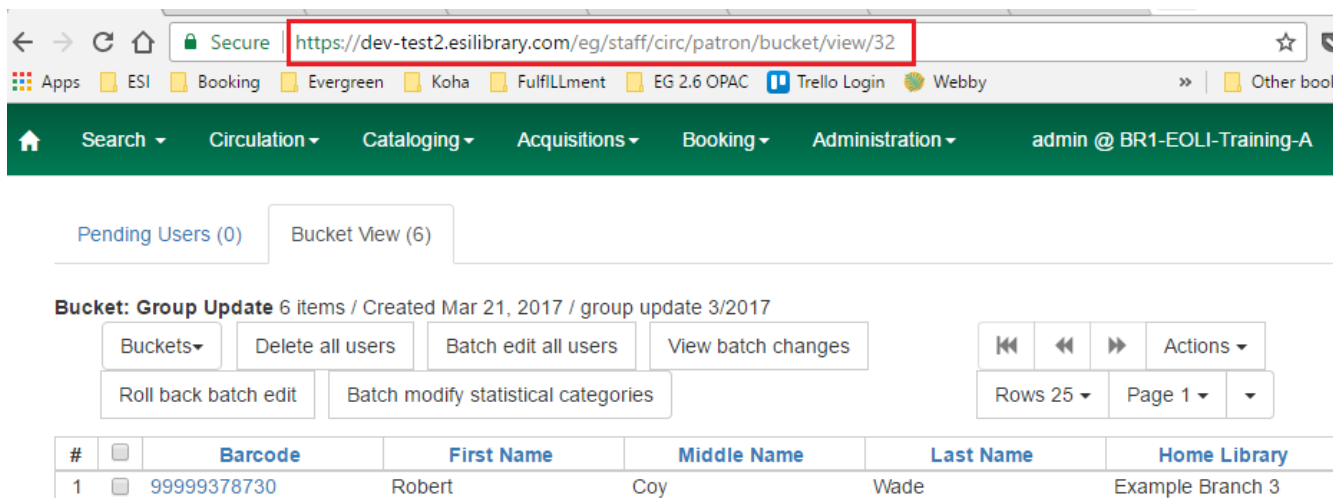 Secure https://dev-test2.esilibrary.com/eg/staff/circ/patron/bucket/view/32
Apps ESI Booking Evergreen Koha FulfILLment EG 2.6 OPAC Trello Login Webby » Other
Search Circulation Cataloging Acquisitions Booking Administration admin @ BR1-EOLI-Training-A
Pending Users (0) Bucket View (6)
Bucket: Group Update 6 items / Created Mar 21, 2017 / group update 3/2017
Buckets Delete all users Batch edit all users View batch changes Actions
Roll back batch edit Batch modify statistical categories Rows 25 Page 1
# Barcode First Name Middle Name Last Name Home Library
1 99999378730 Robert Coy Wade Example Branch 3